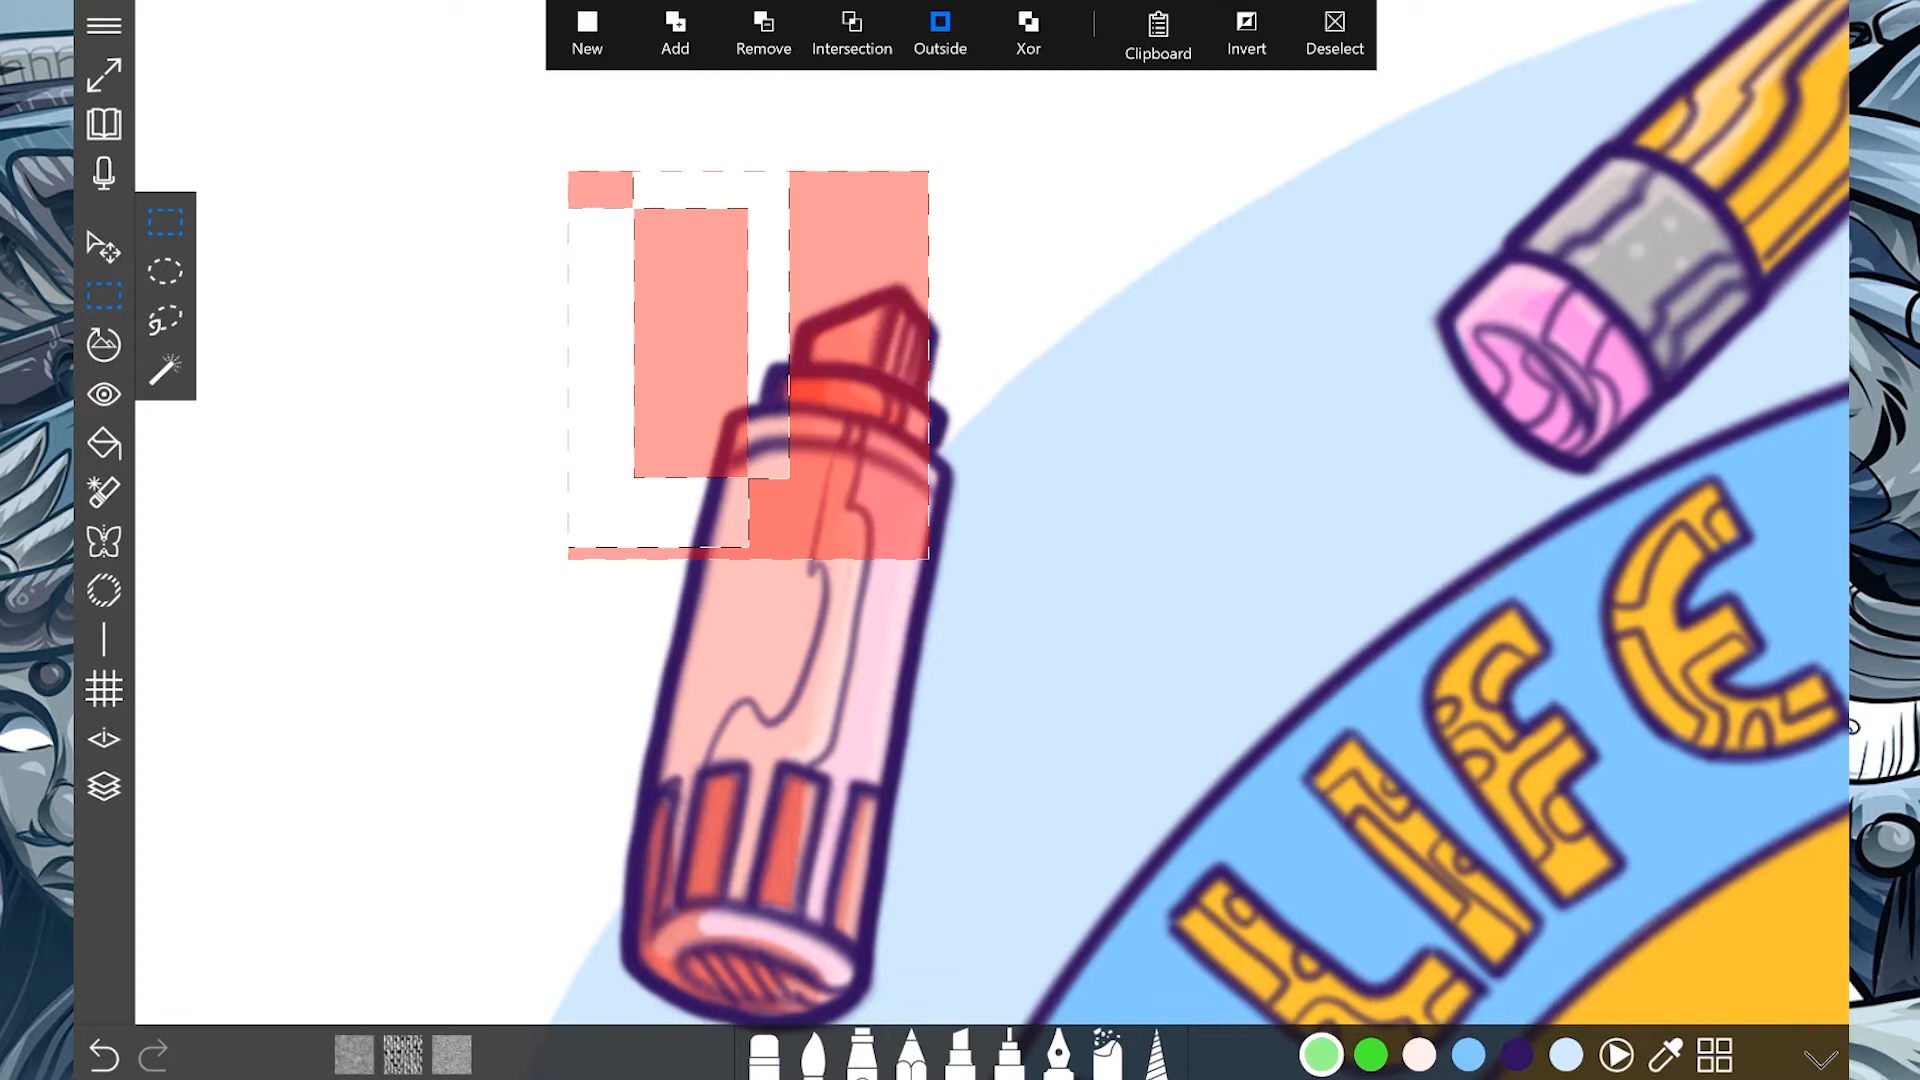 New
Add
Remove
Intersection
Outside
Xor
Clipboard
Invert
Deselect
LIFE